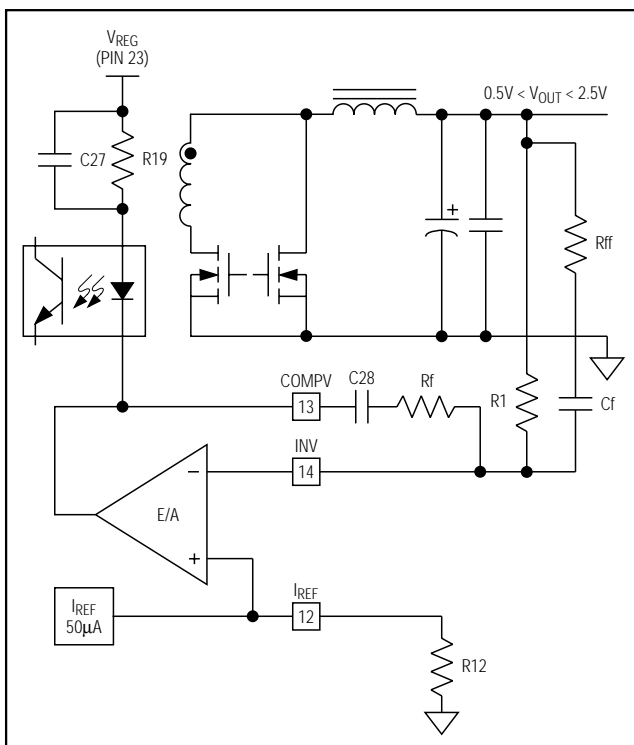 VREG
(PIN 23)
0.5V < VOUT < 2.5V
C27
R19
Rff
COMPV
C28
Rf
R1
Cf
13
INV
14
−
E/A
+
IREF
50μA
IREF
12
R12